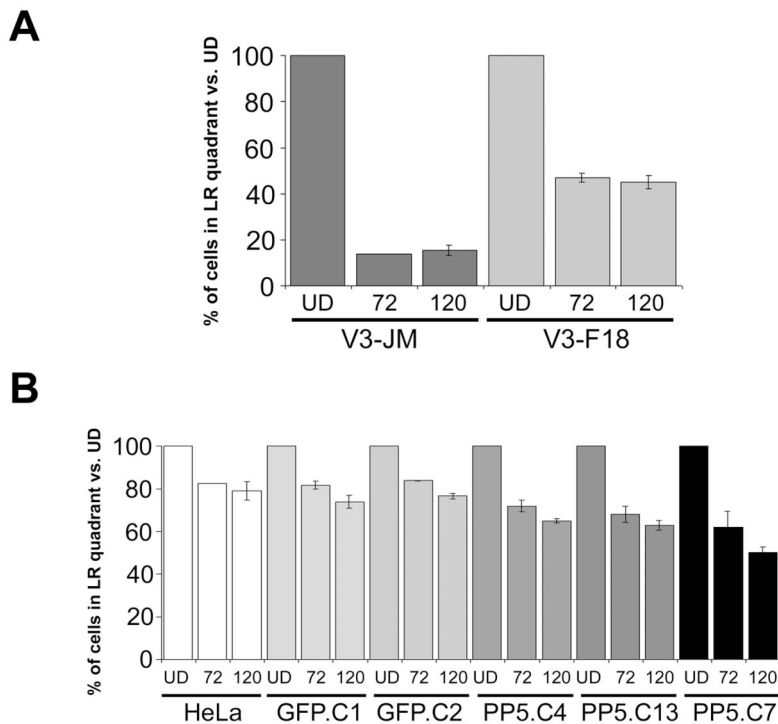 A
% of cells in LR quadrant vs. UD
100
80
60
40
20
0
UD 72 120 UD 72 120
V3-JM V3-F18
B
% of cells in LR quadrant vs. UD
100
80
60
40
20
0
UD 72 120 UD 72 120 UD 72 120 UD 72 120 UD 72 120 UD 72 120
HeLa GFP.C1 GFP.C2 PP5.C4 PP5.C13 PP5.C7